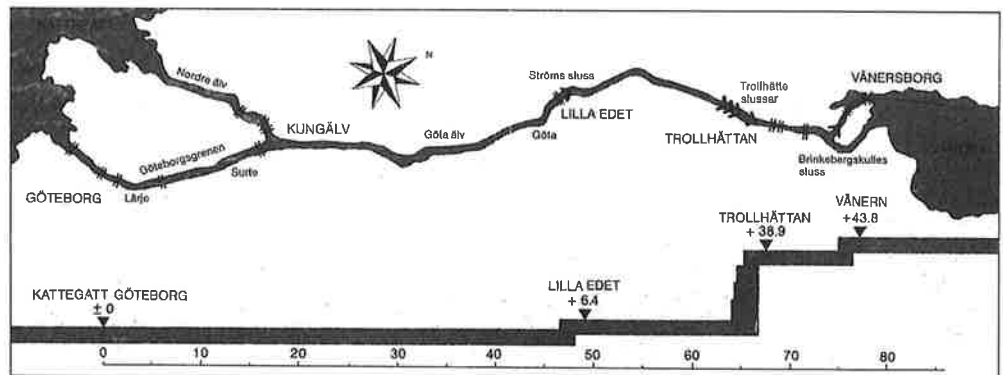 N
Nordre älv
Ströms sluss
LILLA EDET
Trollhätte
slussar
VÄNERSBORG
KUNGÄLV
Göta älv
Göta
TROLLHÄTTAN
Brinkebergskulles
sluss
Göteborgsgrenen
Surte
GÖTEBORG
Lärje
TROLLHÄTTAN
+ 38.9
VÄNERN
+43.8
KATTEGATT GÖTEBORG
± 0
LILLA EDET
+ 6.4
0 10 20 30 40 50 60 70 80